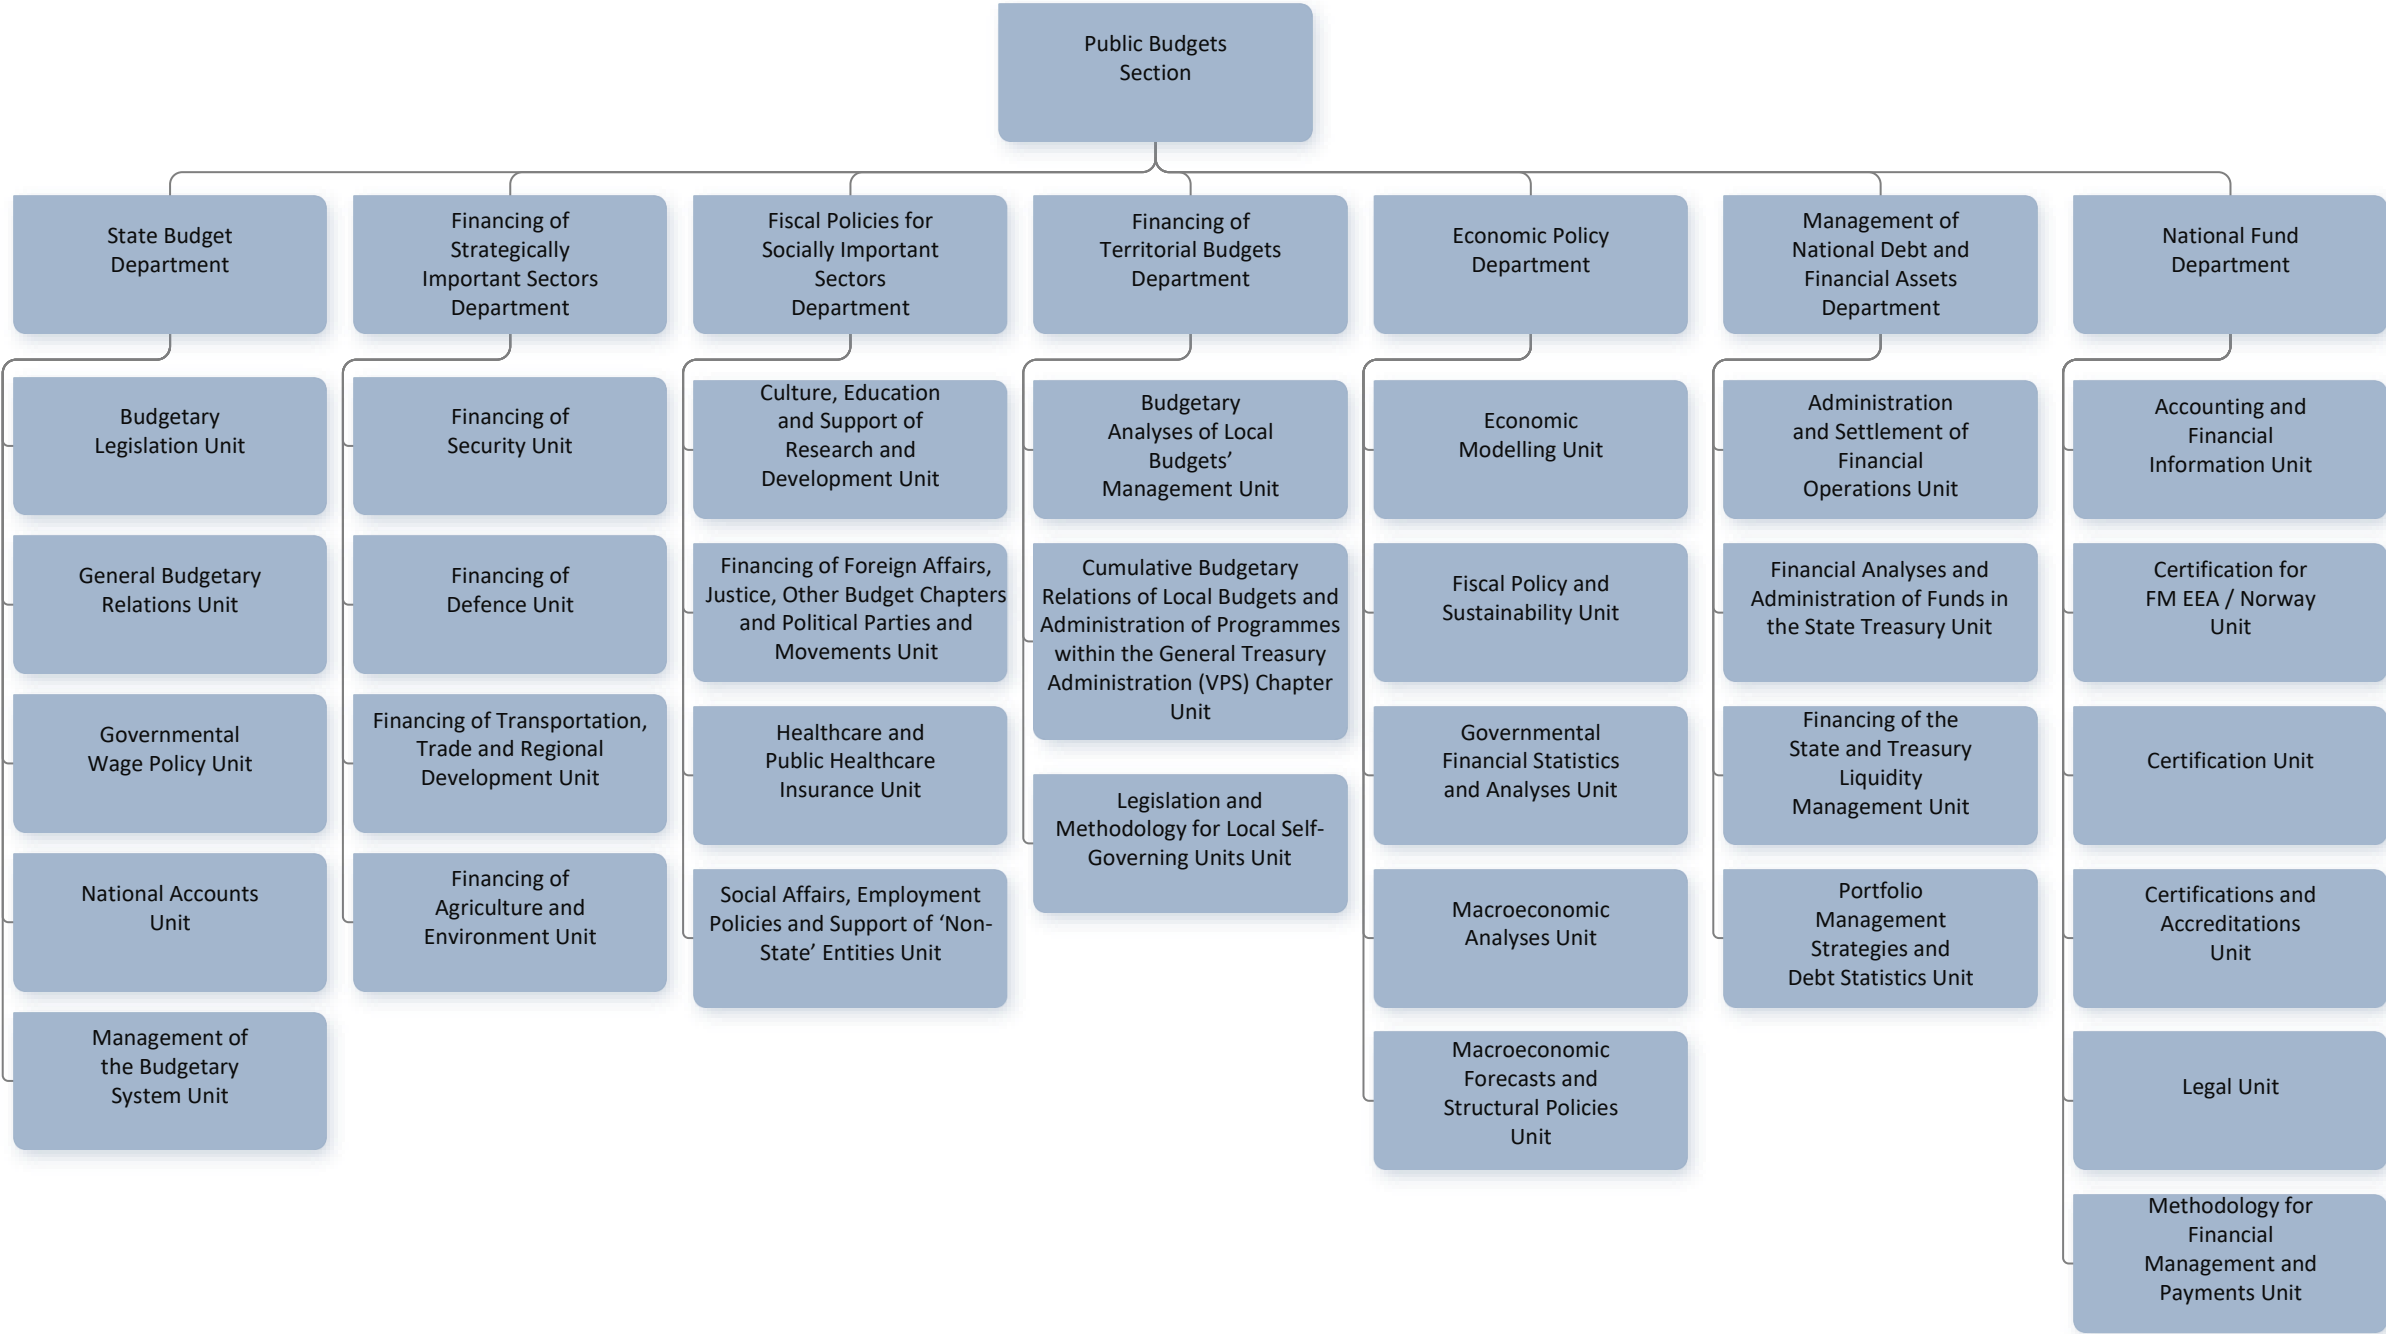 Public Budgets
Section
State Budget
Department
Financing of
Strategically
Important Sectors
Department
Fiscal Policies for
Socially Important
Sectors
Department
Financing of
Territorial Budgets
Department
Economic Policy
Department
Management of
National Debt and
Financial Assets
Department
National Fund
Department
Budgetary
Legislation Unit
General Budgetary
Relations Unit
Governmental
Wage Policy Unit
National Accounts
Unit
Management of
the Budgetary
System Unit
Financing of
Security Unit
Financing of
Defence Unit
Financing of Transportation,
Trade and Regional
Development Unit
Financing of
Agriculture and
Environment Unit
Culture, Education
and Support of
Research and
Development Unit
Financing of Foreign Affairs,
Justice, Other Budget Chapters
and Political Parties and
Movements Unit
Healthcare and
Public Healthcare
Insurance Unit
Social Affairs, Employment
Policies and Support of ‘Non-
State’ Entities Unit
Budgetary
Analyses of Local
Budgets’
Management Unit
Cumulative Budgetary
Relations of Local Budgets and
Administration of Programmes
within the General Treasury
Administration (VPS) Chapter
Unit
Legislation and
Methodology for Local Self-
Governing Units Unit
Economic
Modelling Unit
Fiscal Policy and
Sustainability Unit
Governmental
Financial Statistics
and Analyses Unit
Macroeconomic
Analyses Unit
Macroeconomic
Forecasts and
Structural Policies
Unit
Administration
and Settlement of
Financial
Operations Unit
Financial Analyses and
Administration of Funds in
the State Treasury Unit
Financing of the
State and Treasury
Liquidity
Management Unit
Portfolio
Management
Strategies and
Debt Statistics Unit
Accounting and
Financial
Information Unit
Certification for
FM EEA / Norway
Unit
Certification Unit
Certifications and
Accreditations
Unit
Legal Unit
Methodology for
Financial
Management and
Payments Unit